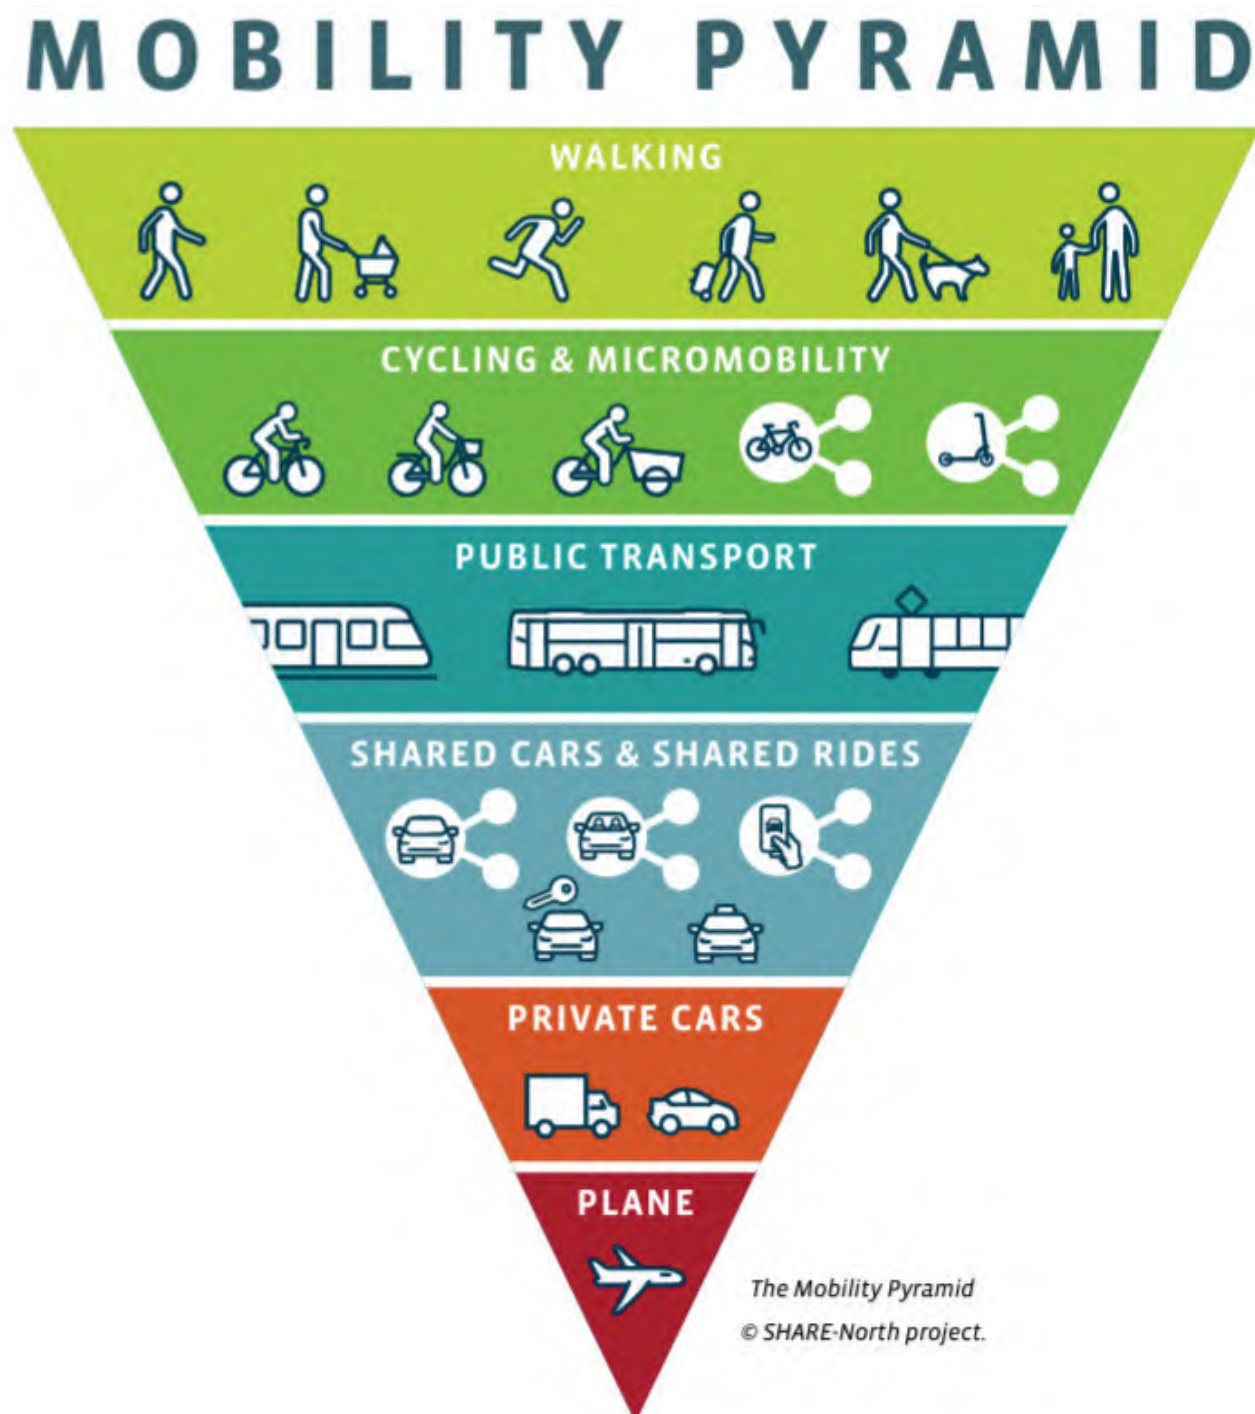 MOBILITY PYRAMID
WALKING
CYCLING & MICROMOBILITY
PUBLIC TRANSPORT
SHARED CARS & SHARED RIDES
PRIVATE CARS
PLANE
The Mobility Pyramid
© SHARE-North project.